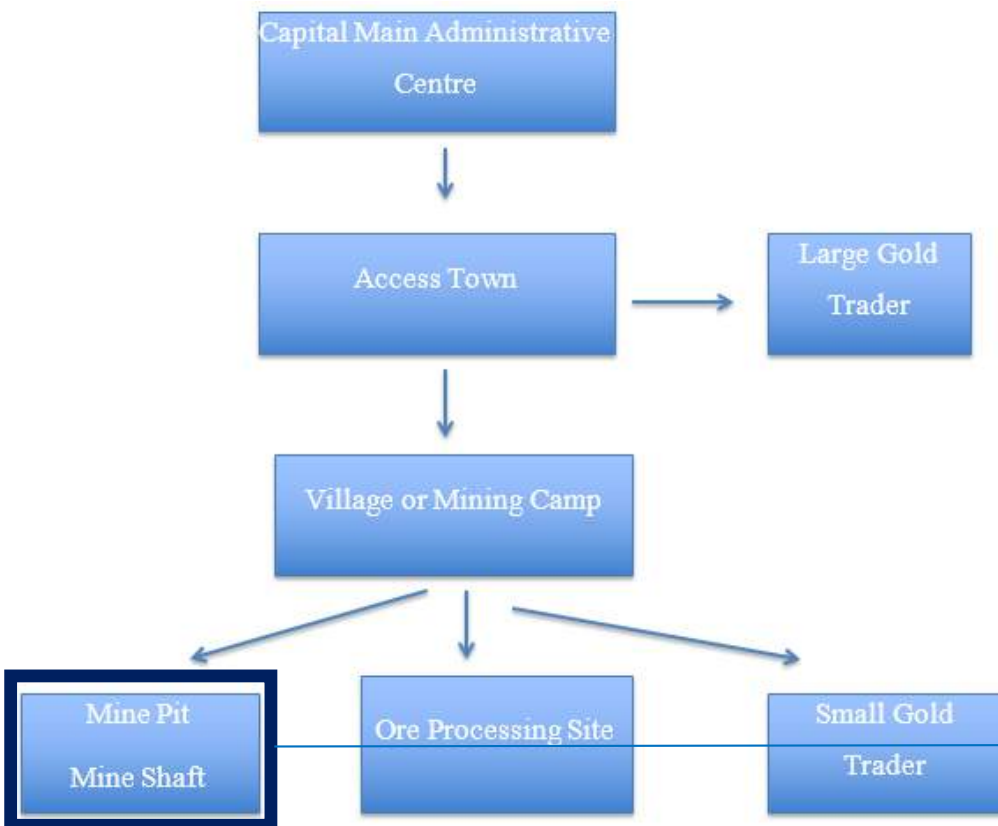 Capital Main Administrative
Centre
Access Town
Large Gold
Trader
Village or Mining Camp
Mine Pit
Mine Shaft
Ore Processing Site
Small Gold
Trader